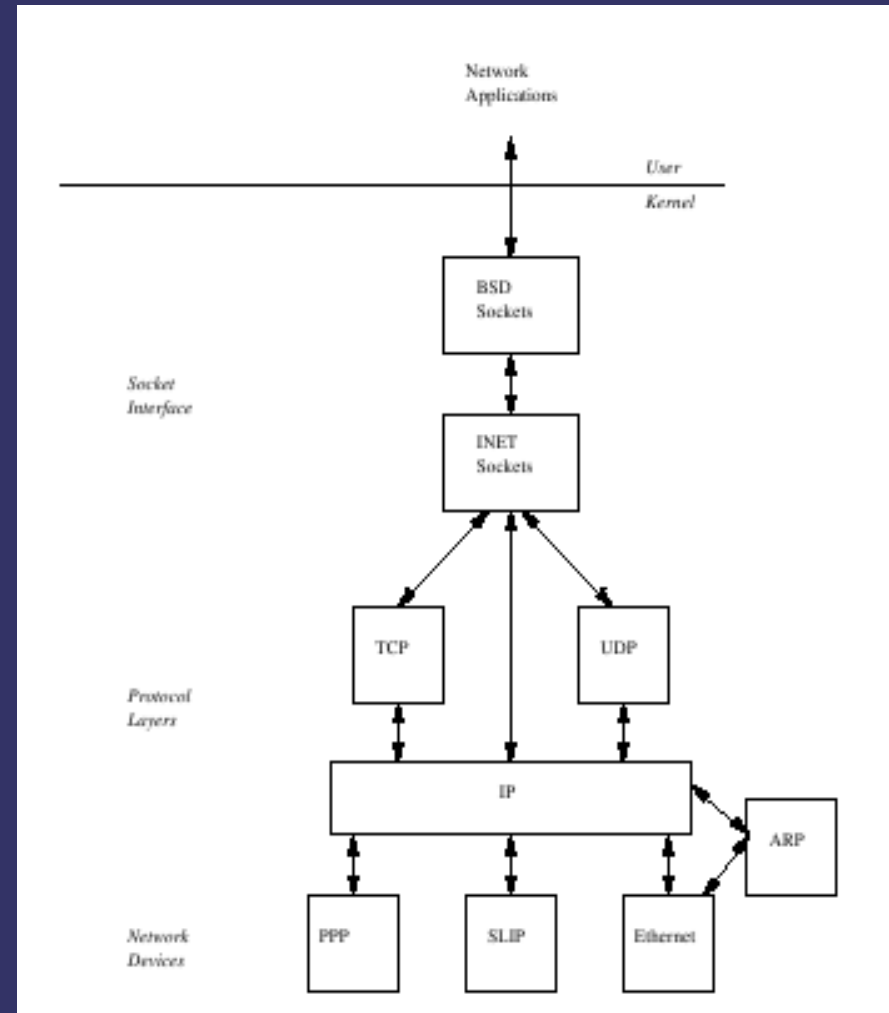 Network
Applications
User
Kernel
BSD
Sockets
Socket
Interface
INET
Sockets
TCP
UDP
Protocol
Layers
IP
ARP
PPP
SLIP
Ethernet
Network
Devices